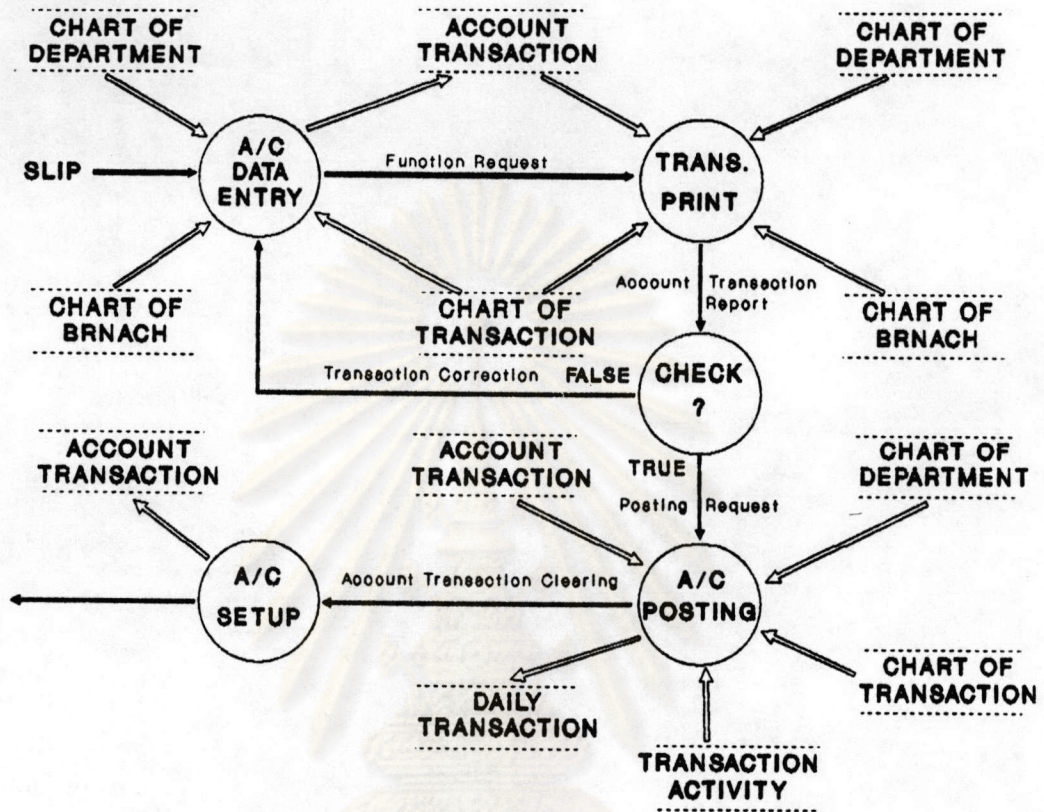 CHART OF
DEPARTMENT
ACCOUNT
TRANSACTION
CHART OF
DEPARTMENT
SLIP
A/C
DATA
ENTRY
Function Request
TRANS.
PRINT
CHART OF
BRNACH
CHART OF
TRANSACTION
Account Transaction
Report
CHART OF
BRNACH
Transaction Correction FALSE
CHECK
?
ACCOUNT
TRANSACTION
ACCOUNT
TRANSACTION
TRUE
Posting Request
CHART OF
DEPARTMENT
A/C
SETUP
Account Transaction Clearing
A/C
POSTING
DAILY
TRANSACTION
CHART OF
TRANSACTION
TRANSACTION
ACTIVITY